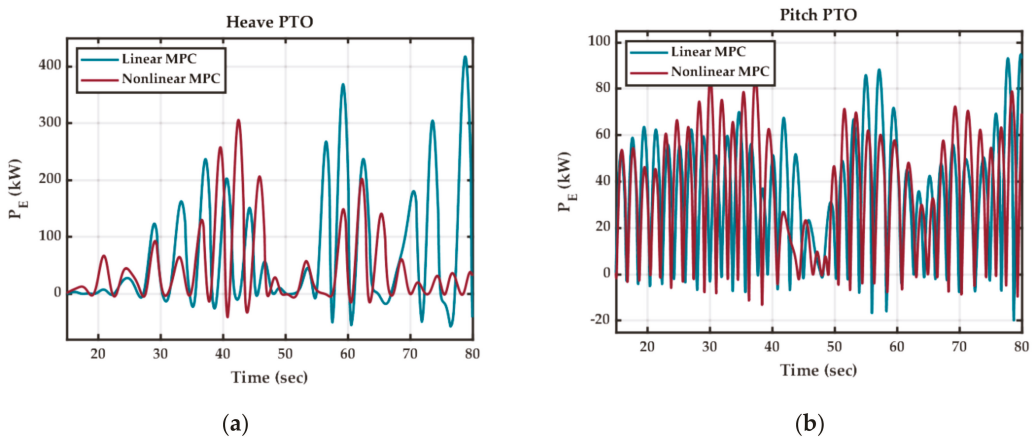 Heave PTO
Linear MPC
Nonlinear MPC
400
300
200
100
0
P_E (kW)
20 30 40 50 60 70 80
Time (sec)
(a)
Pitch PTO
Linear MPC
Nonlinear MPC
100
80
60
40
20
0
-20
P_E (kW)
20 30 40 50 60 70 80
Time (sec)
(b)